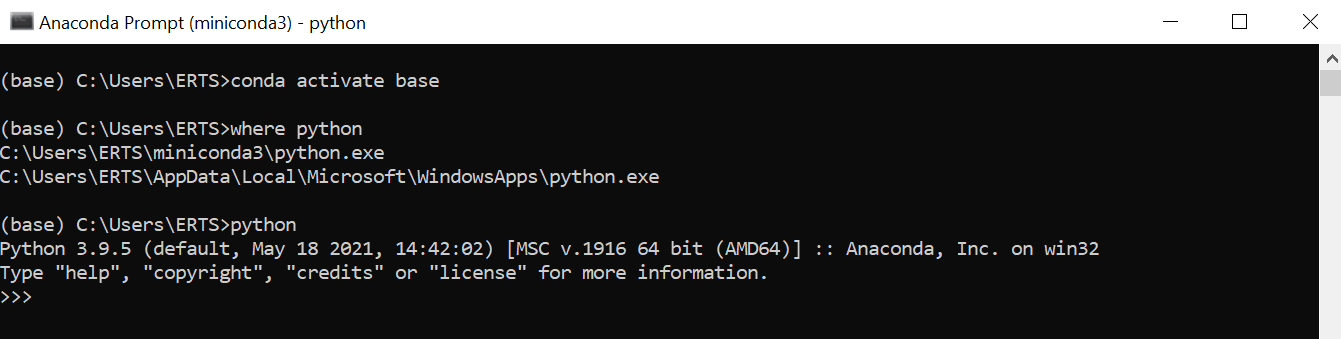 Anaconda Prompt (miniconda3) - python
(base) C:\Users\ERTS>conda activate base
(base) C:\Users\ERTS>where python
C:\Users\ERTS\miniconda3\python.exe
C:\Users\ERTS\AppData\Local\Microsoft\WindowsApps\python.exe
(base) C:\Users\ERTS>python
Python 3.9.5 (default, May 18 2021, 14:42:02) [MSC v.1916 64 bit (AMD64)] :: Anaconda, Inc. on win32
Type "help", "copyright", "credits" or "license" for more information.
>>>